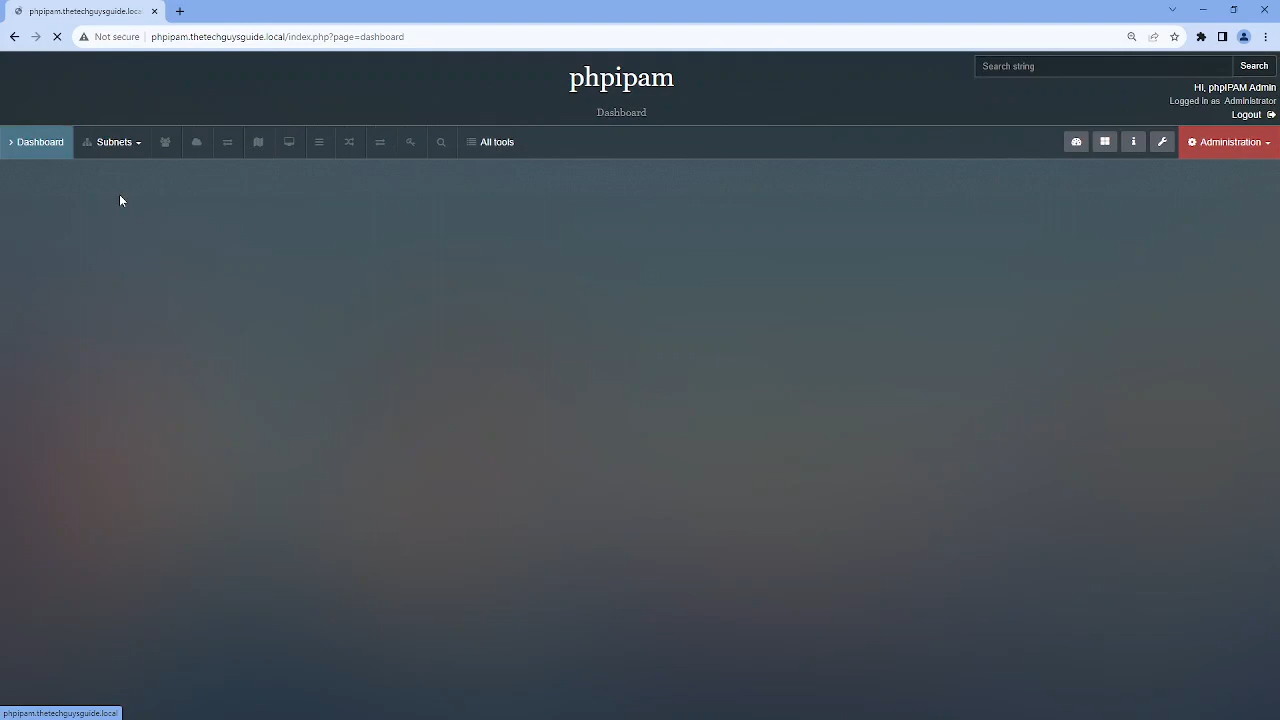 phpipam.thetechguysguide.loca
Not secure
phpipam.thetechguysguide.local/index.php?page=dashboard
phpipam
Dashboard
Search string
Search
Hi, phpIPAM Admin
Logged in as Administrator
Logout
Dashboard
Subnets
All tools
Administration
phpipam.thetechguysguide.local